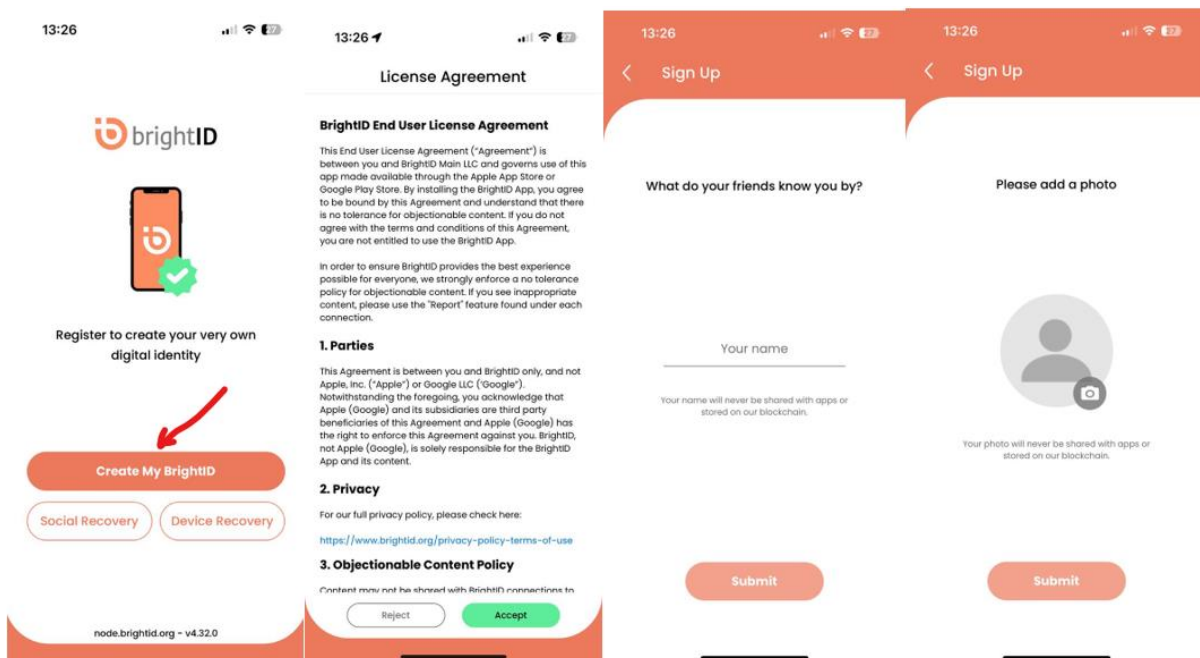 13:26
27
brightID
Register to create your very own
digital identity
Create My BrightID
Social Recovery
Device Recovery
node.brightid.org - v4.32.0
13:26
27
License Agreement
BrightID End User License Agreement
This End User License Agreement ("Agreement") is
between you and BrightID Main LLC and governs use of this
app made available through the Apple App Store or
Google Play Store. By installing the BrightID App, you agree
to be bound by this Agreement and understand that there
is no tolerance for objectionable content. If you do not
agree with the terms and conditions of this Agreement,
you are not entitled to use the BrightID App.
In order to ensure BrightID provides the best experience
possible for everyone, we strongly enforce a no tolerance
policy for objectionable content. If you see inappropriate
content, please use the "Report" feature found under each
connection.
1. Parties
This Agreement is between you and BrightID only, and not
Apple, Inc. ("Apple") or Google LLC ('Google").
Notwithstanding the foregoing, you acknowledge that
Apple (Google) and its subsidiaries are third party
beneficiaries of this Agreement and Apple (Google) has
the right to enforce this Agreement against you. BrightID,
not Apple (Google), is solely responsible for the BrightID
App and its content.
2. Privacy
For our full privacy policy, please check here:
https://www.brightid.org/privacy-policy-terms-of-use
3. Objectionable Content Policy
Content may not be shared with BrightID connections to
Reject
Accept
13:26
27
Sign Up
What do your friends know you by?
Your name
Your name will never be shared with apps or
stored on our blockchain.
Submit
13:26
27
Sign Up
Please add a photo
Your photo will never be shared with apps or
stored on our blockchain.
Submit